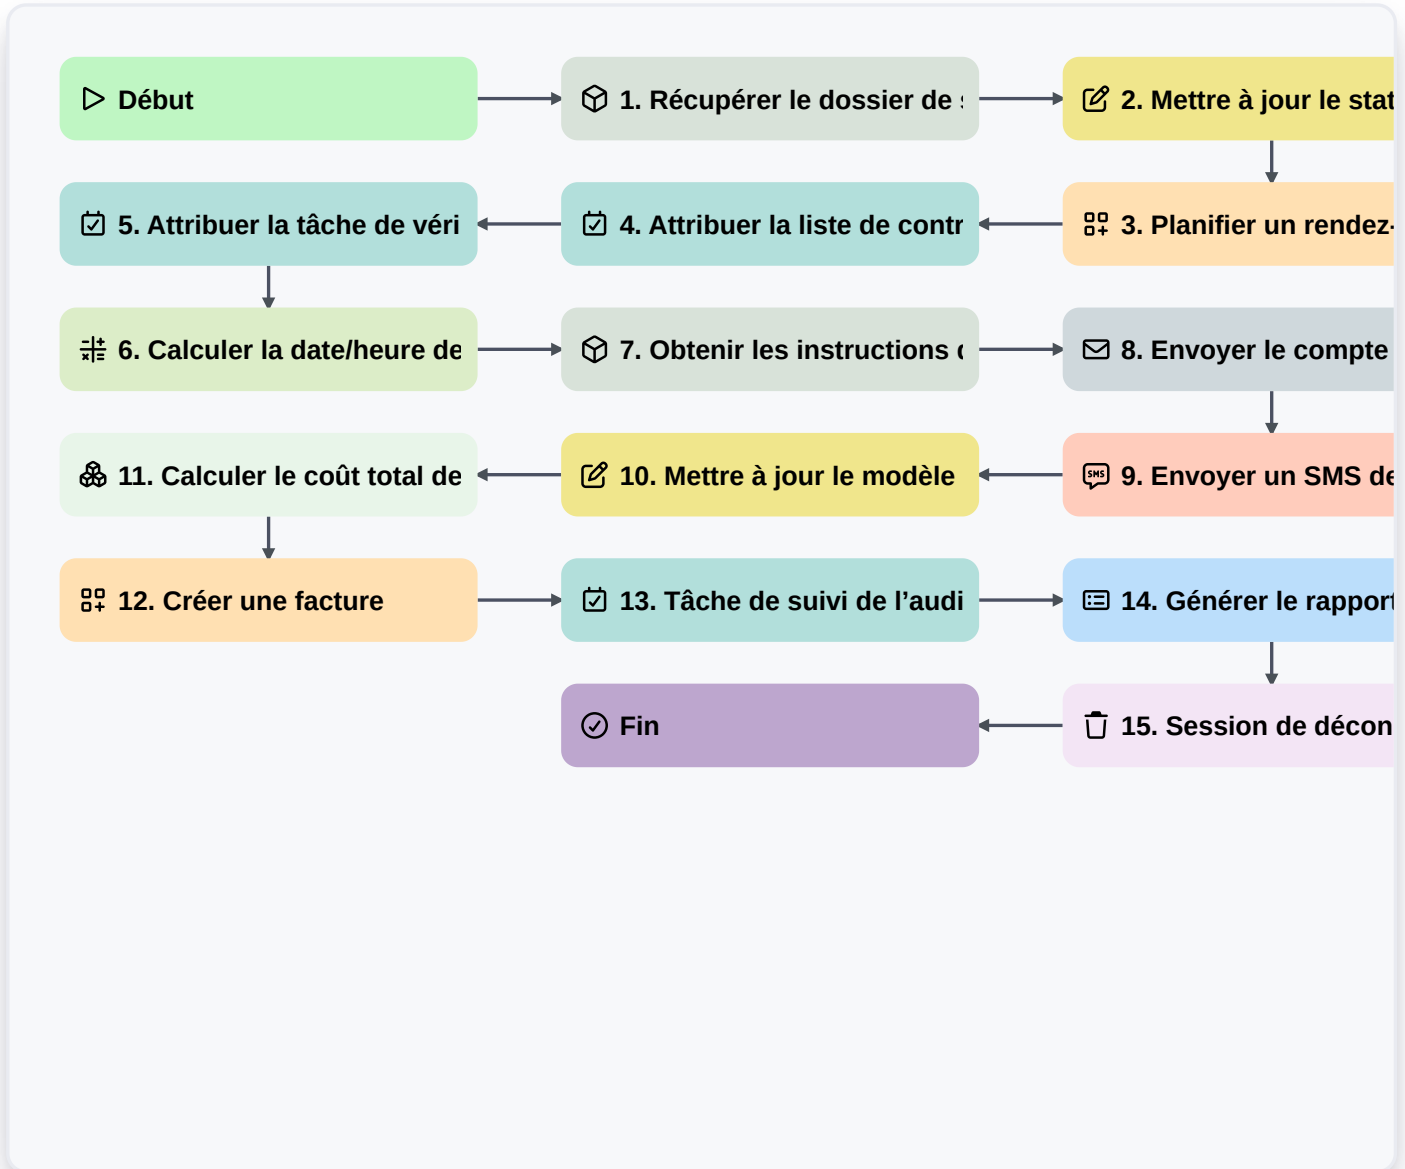 Début
1. Récupérer le dossier de
2. Mettre à jour le stat
5. Attribuer la tâche de véri
4. Attribuer la liste de contr
3. Planifier un rendez-
6. Calculer la date/heure de
7. Obtenir les instructions
8. Envoyer le compte
11. Calculer le coût total de
10. Mettre à jour le modèle
9. Envoyer un SMS de
12. Créer une facture
13. Tâche de suivi de l’audi
14. Générer le rapport
Fin
15. Session de décon